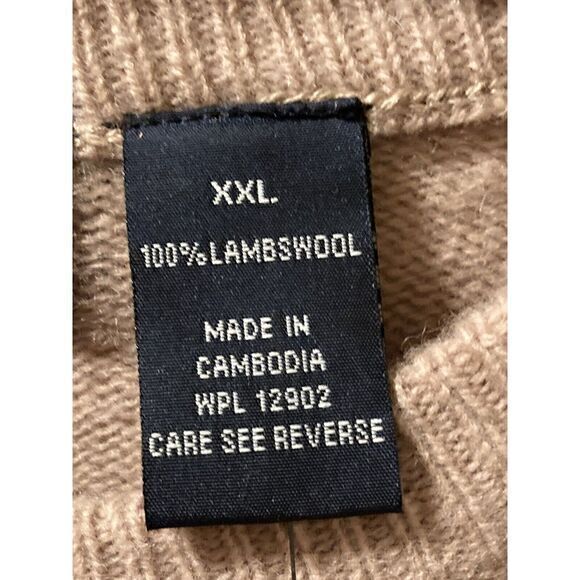 XXL
100% LAMBSWOOL
MADE IN
CAMBODIA
WPL 12902
CARE SEE REVERSE